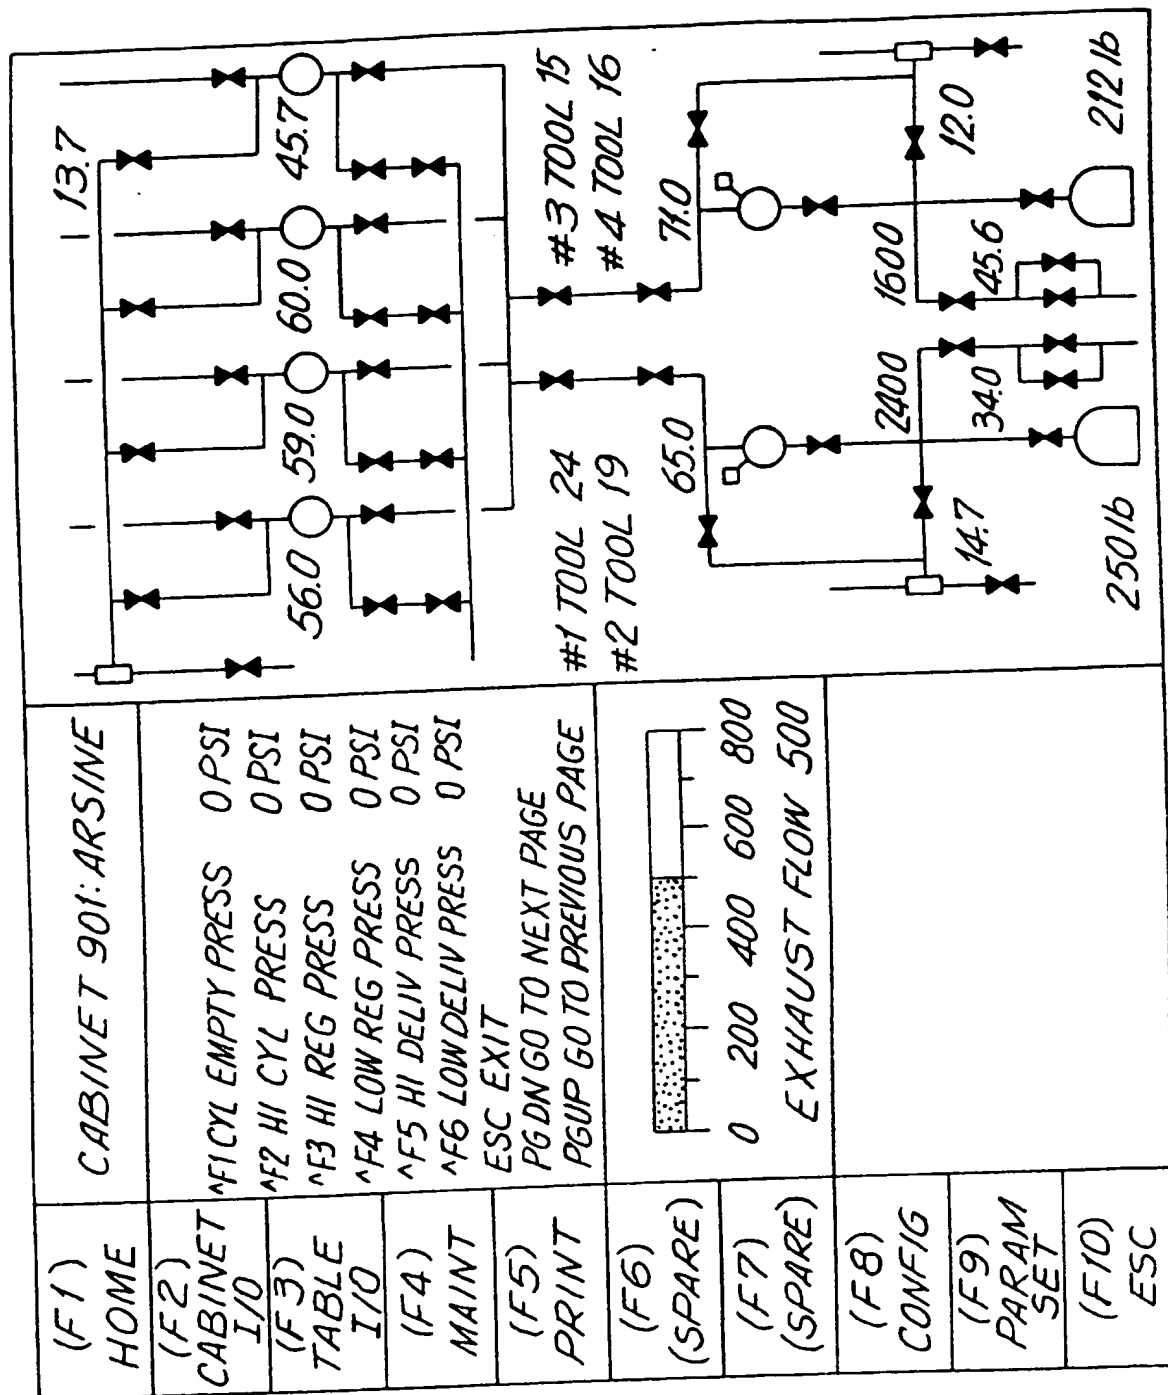 (F1)
HOME
(F2)
CABINET
I/O
(F3)
TABLE
I/O
(F4)
MAINT
(F5)
PRINT
(F6)
(SPARE)
(F7)
(SPARE)
(F8)
CONFIG
(F9)
PARAM
SET
(F10)
ESC
CABINET 901: ARSINE
^F1 CYL EMPTY PRESS 0 PSI
^F2 HI CYL PRESS 0 PSI
^F3 HI REG PRESS 0 PSI
^F4 LOW REG PRESS 0 PSI
^F5 HI DELIV PRESS 0 PSI
^F6 LOW DELIV PRESS 0 PSI
ESC EXIT
PG DN GO TO NEXT PAGE
PGUP GO TO PREVIOUS PAGE
0 200 400 600 800
EXHAUST FLOW 500
13.7
56.0 59.0 60.0 45.7
#1 TOOL 24 #3 TOOL 15
#2 TOOL 19 #4 TOOL 16
65.0 71.0
2400 1600
14.7 34.0 45.6 12.0
250 lb 212 lb